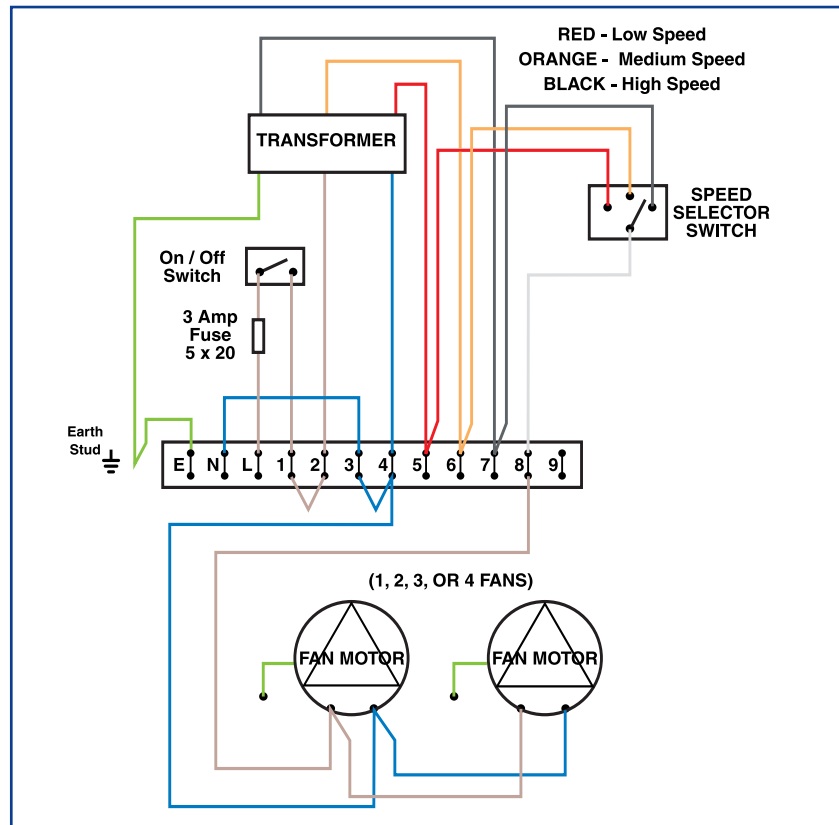 RED - Low Speed
ORANGE - Medium Speed
BLACK - High Speed
TRANSFORMER
SPEED
SELECTOR
SWITCH
On / Off
Switch
3 Amp
Fuse
5 x 20
Earth
Stud
E N L 1 2 3 4 5 6 7 8 9
(1, 2, 3, OR 4 FANS)
FAN MOTOR
FAN MOTOR